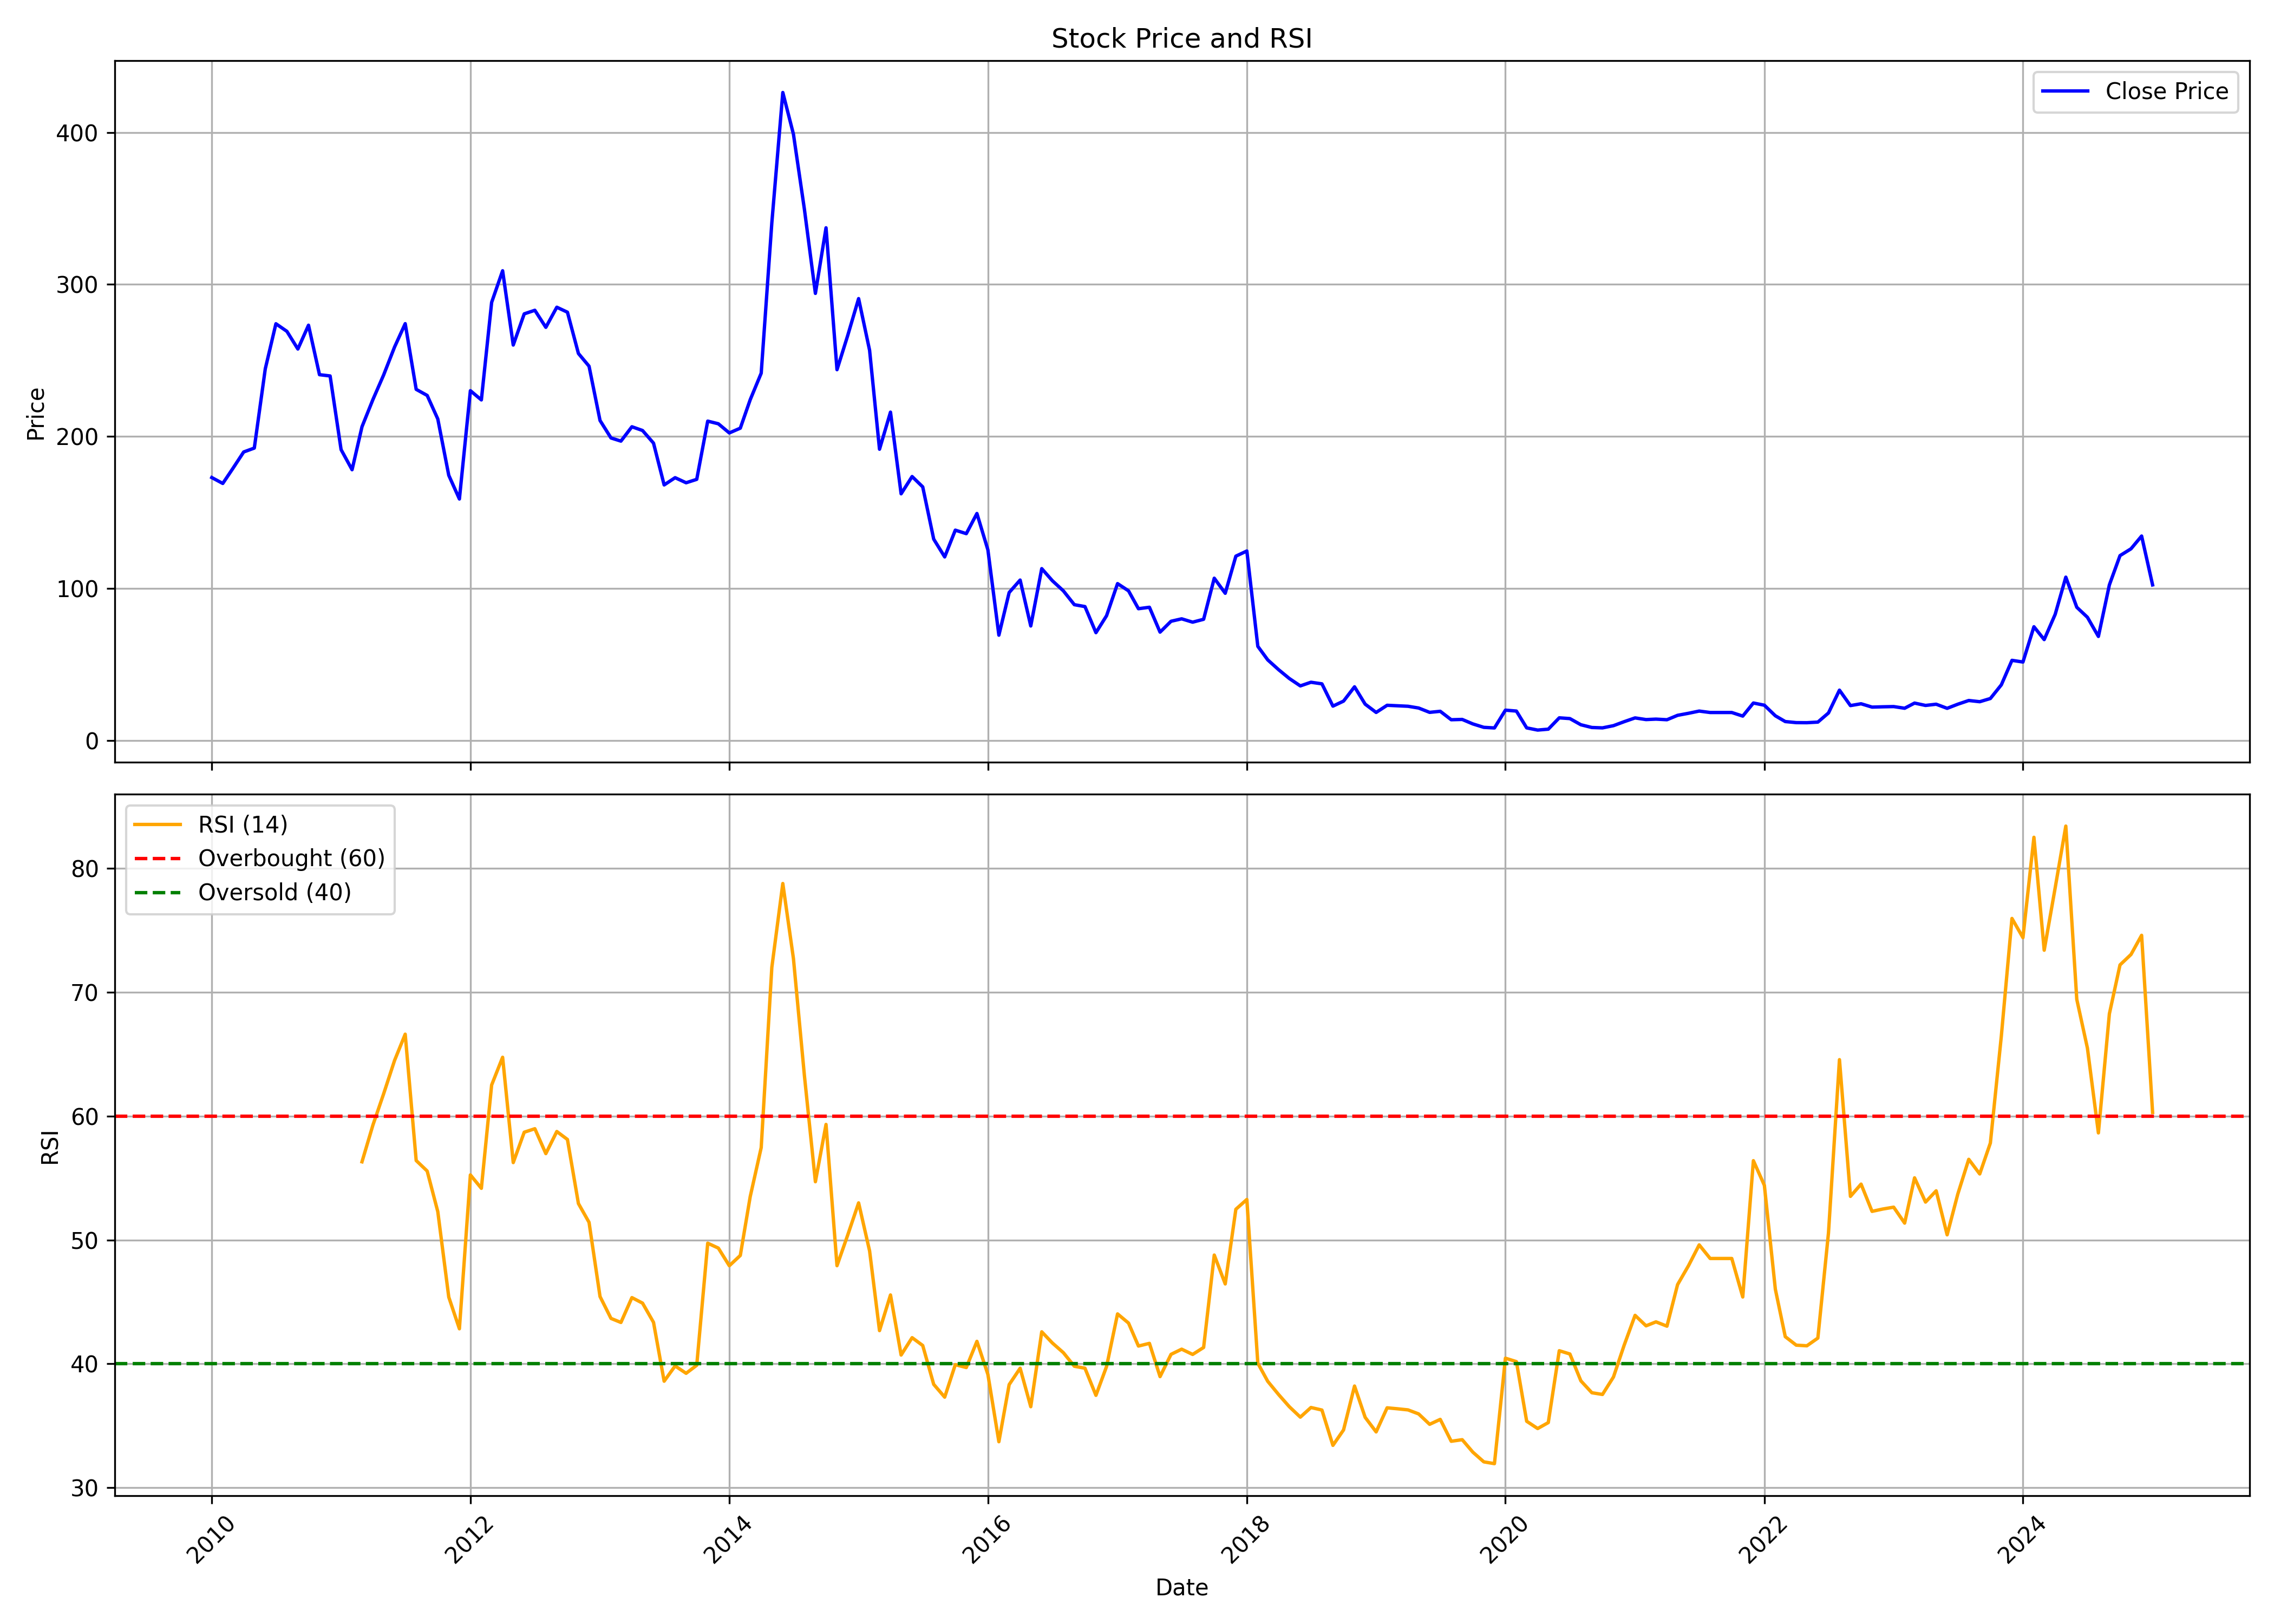 Stock Price and RSI
Close Price
400
300
200
100
0
Price
RSI (14)
Overbought (60)
Oversold (40)
80
70
60
50
40
30
RSI
2010
2012
2014
2016
2018
2020
2022
2024
Date